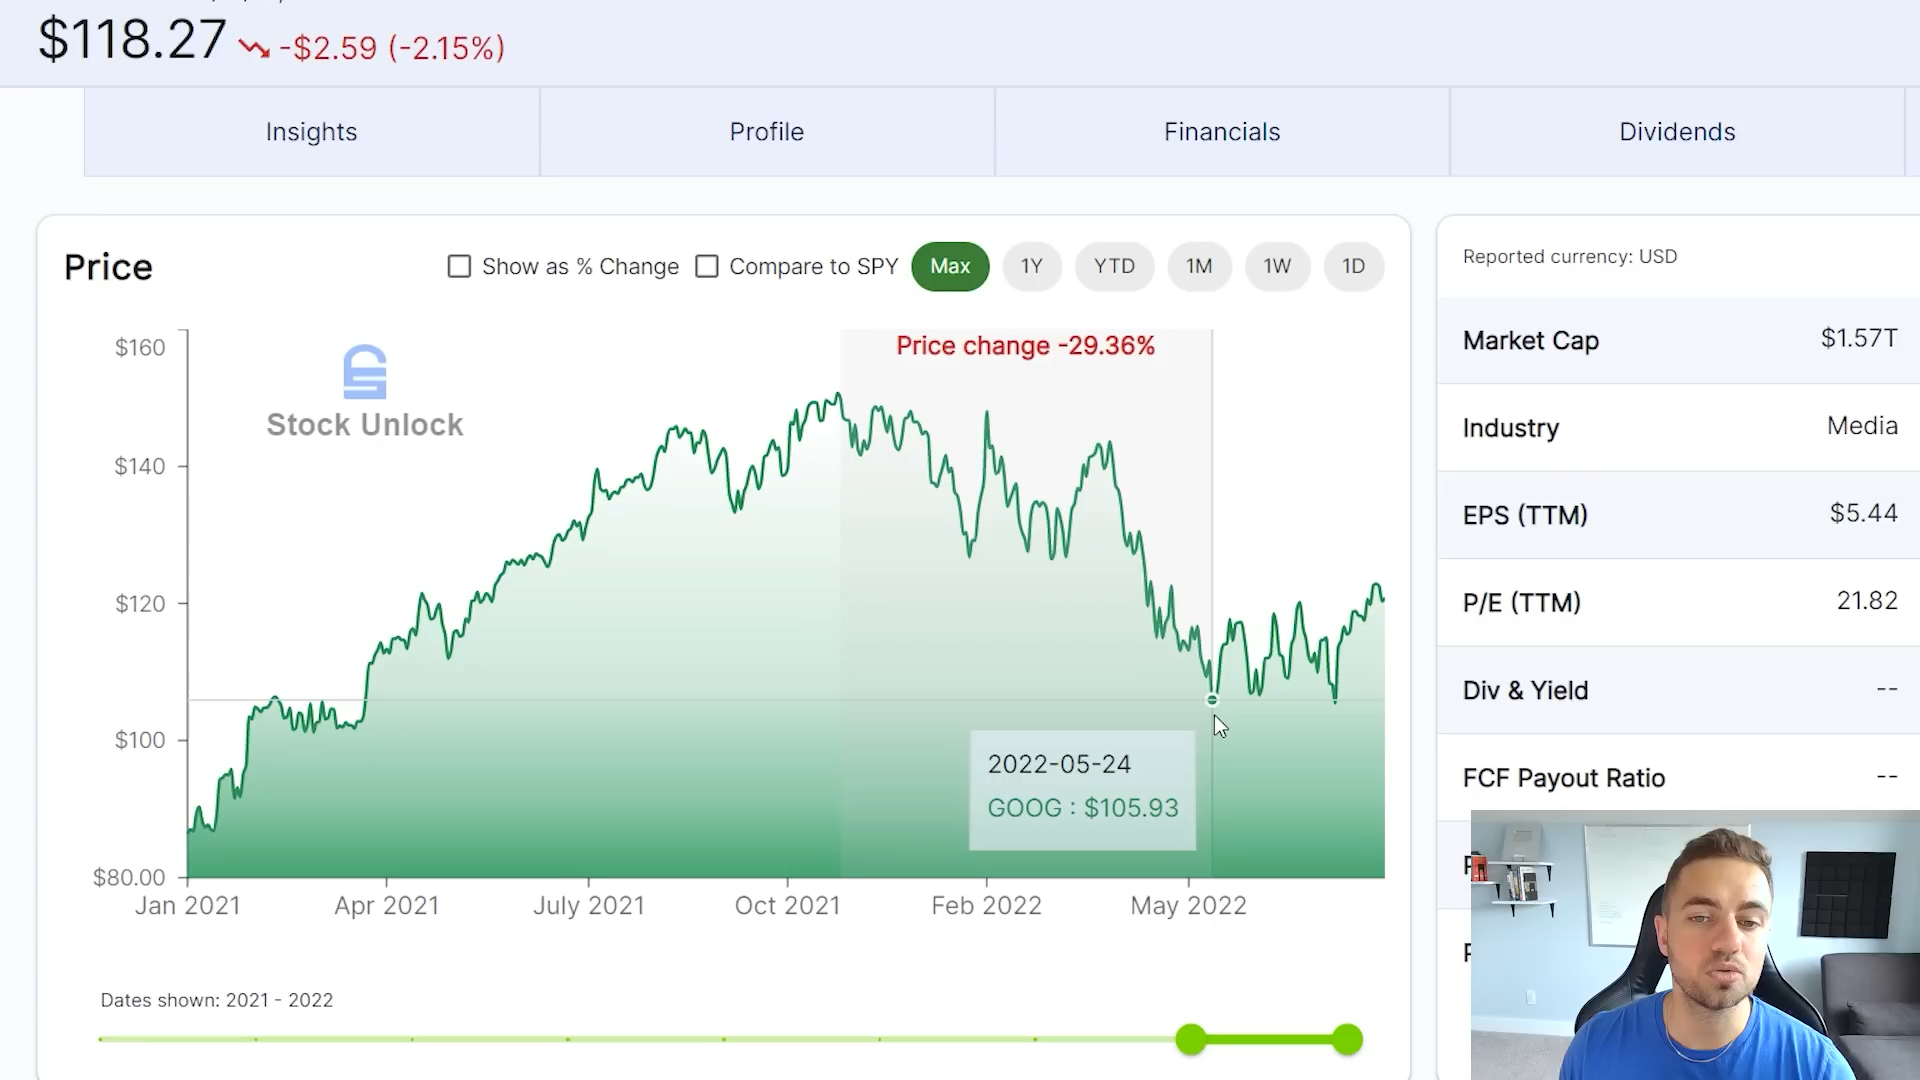 $118.27 -$2.59 (-2.15%)
Insights
Profile
Financials
Dividends
Price
Show as % Change
Compare to SPY
Max
1Y
YTD
1M
1W
1D
Price change -29.36%
Stock Unlock
$160
$140
$120
$100
$80.00
2022-05-24
GOOG : $105.93
Jan 2021
Apr 2021
July 2021
Oct 2021
Feb 2022
May 2022
Dates shown: 2021 - 2022
Reported currency: USD
Market Cap $1.57T
Industry Media
EPS (TTM) $5.44
P/E (TTM) 21.82
Div & Yield --
FCF Payout Ratio --